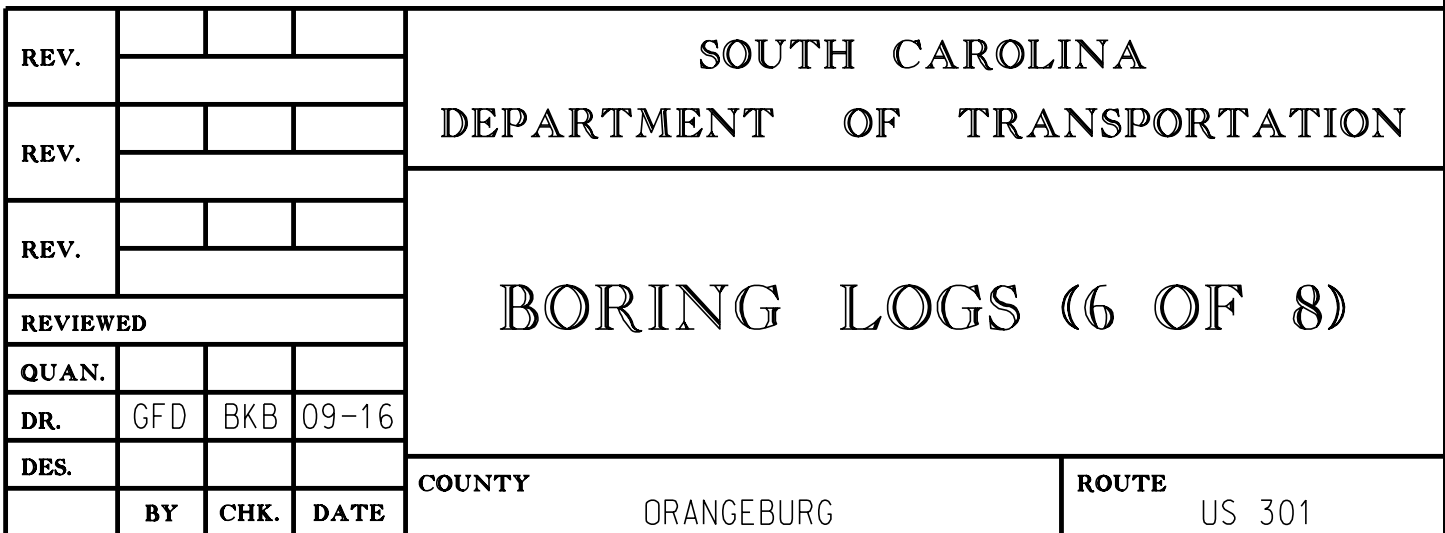 REV.
REV.
REV.
REVIEWED
QUAN.
DR. GFD BKB 09-16
DES.
BY CHK. DATE
SOUTH CAROLINA
DEPARTMENT OF TRANSPORTATION
BORING LOGS (6 OF 8)
COUNTY
ORANGEBURG
ROUTE
US 301